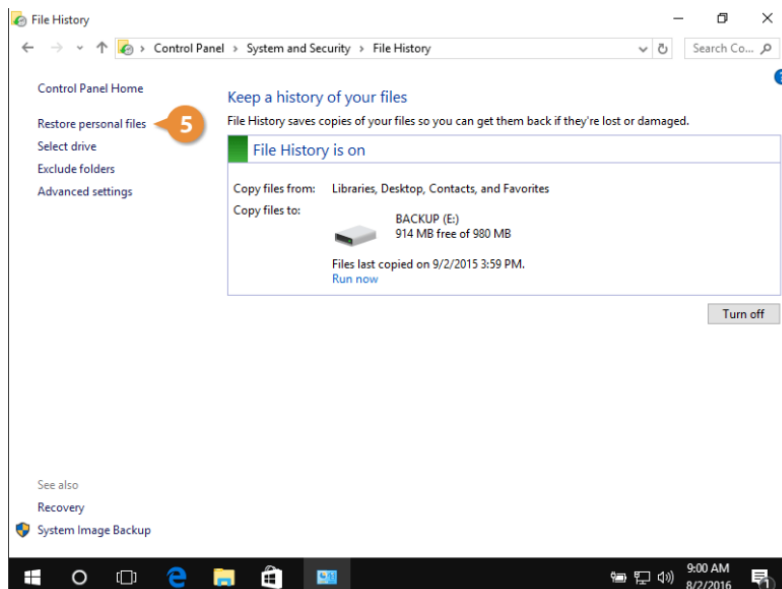 File History
Control Panel > System and Security > File History
Search Co...
Control Panel Home
Restore personal files
5
Select drive
Exclude folders
Advanced settings
Keep a history of your files
File History saves copies of your files so you can get them back if they're lost or damaged.
File History is on
Copy files from: Libraries, Desktop, Contacts, and Favorites
Copy files to:
BACKUP (E:)
914 MB free of 980 MB
Files last copied on 9/2/2015 3:59 PM.
Run now
Turn off
See also
Recovery
System Image Backup
9:00 AM
8/2/2016
1